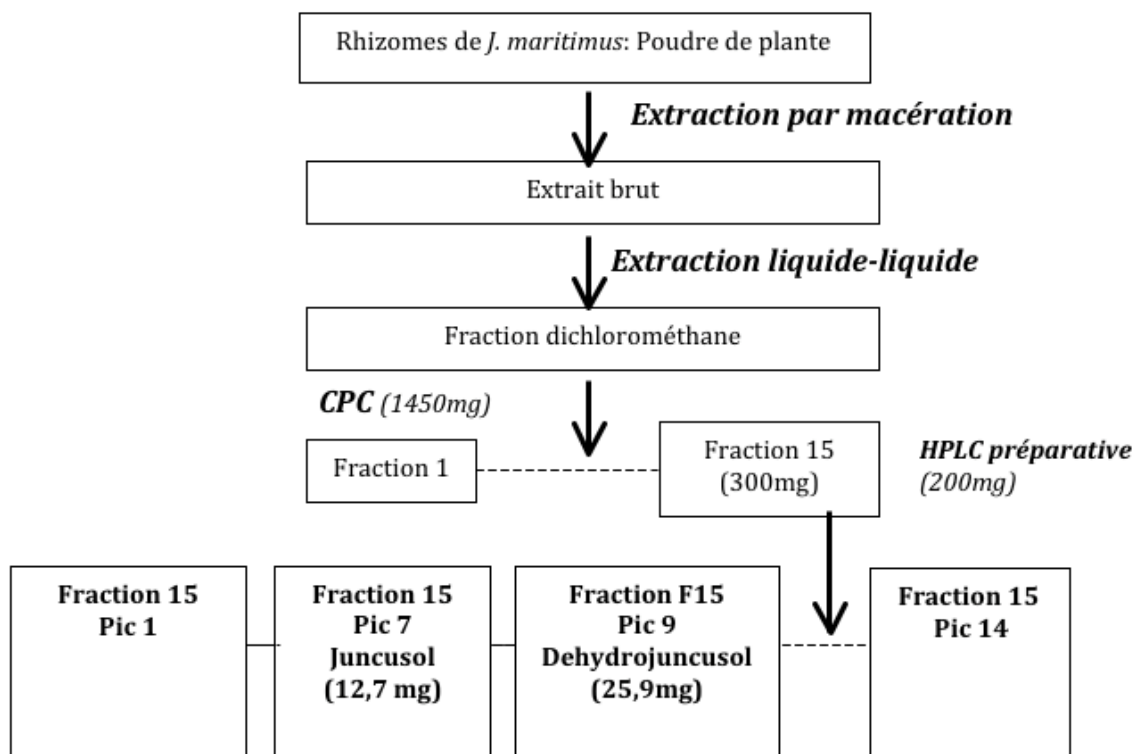 Rhizomes de J. maritimus: Poudre de plante
Extraction par macération
Extrait brut
Extraction liquide-liquide
Fraction dichlorométhane
CPC (1450mg)
Fraction 1
Fraction 15
(300mg)
HPLC préparative
(200mg)
Fraction 15
Pic 1
Fraction 15
Pic 7
Juncusol
(12,7 mg)
Fraction F15
Pic 9
Dehydrojuncusol
(25,9mg)
Fraction 15
Pic 14